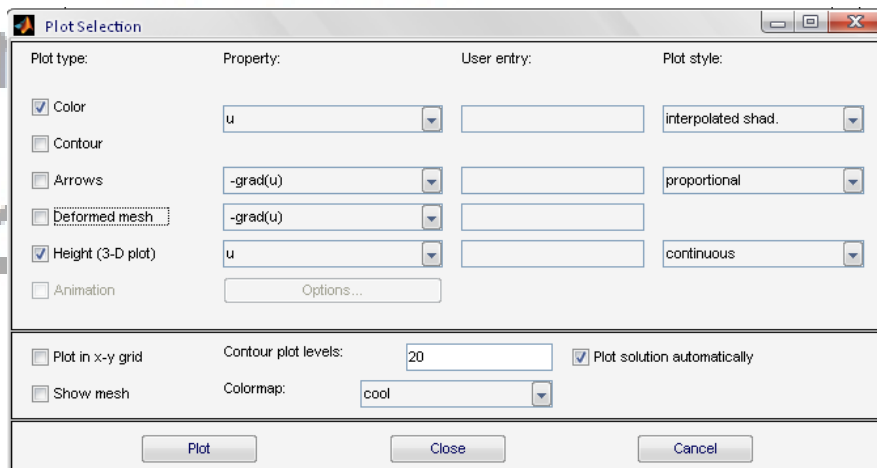 Plot Selection
Plot type: Property: User entry: Plot style:
Color u interpolated shad.
Contour
Arrows -grad(u) proportional
Deformed mesh -grad(u)
Height (3-D plot) u continuous
Animation Options...
Plot in x-y grid Contour plot levels: 20 Plot solution automatically
Show mesh Colormap: cool
Plot Close Cancel